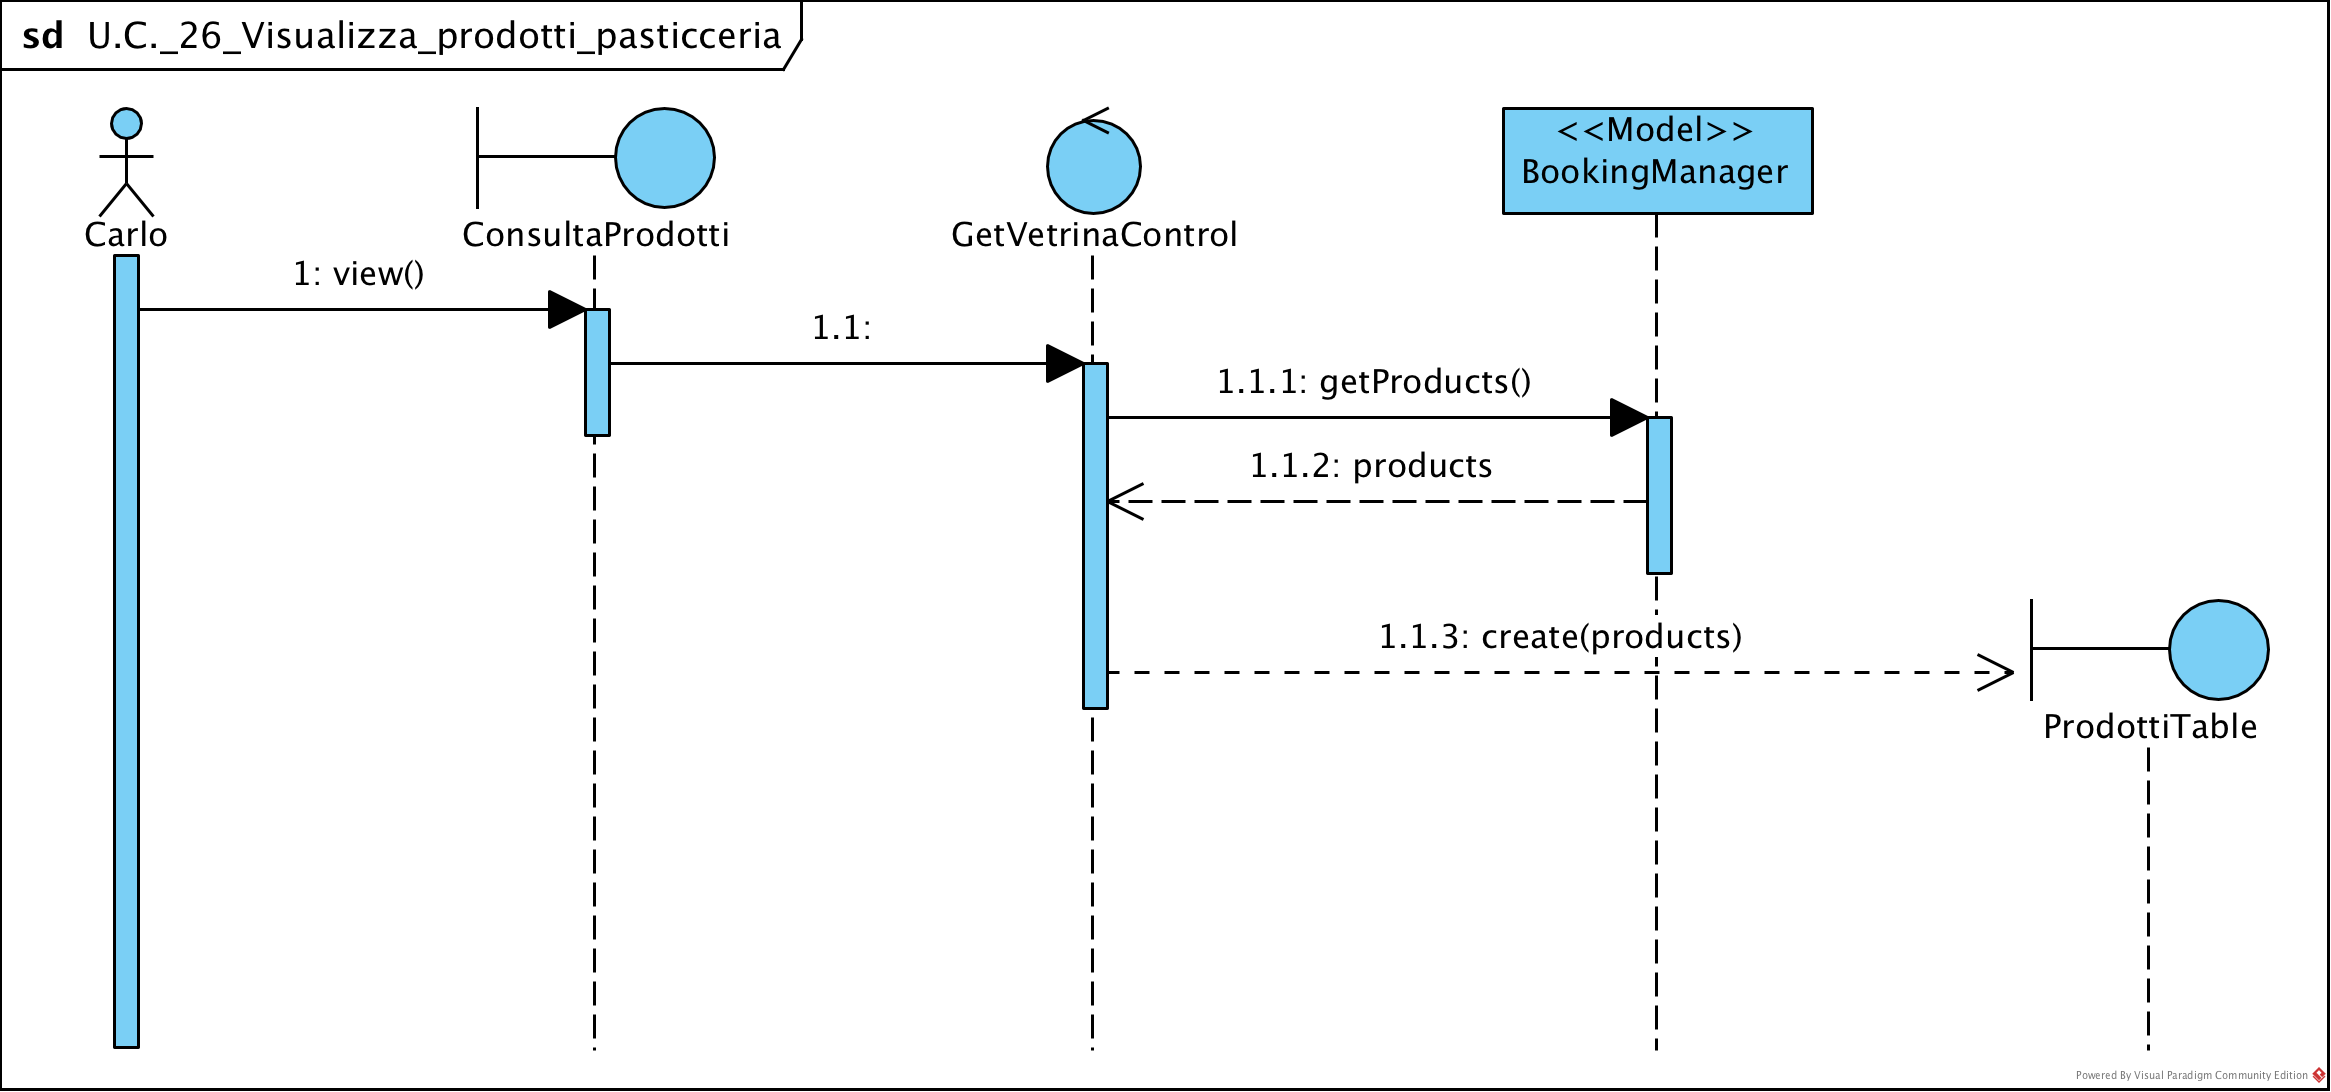 sd U.C._26_Visualizza_prodotti_pasticceria
<<Model>>
BookingManager
Carlo
ConsultaProdotti
GetVetrinaControl
1: view()
1.1:
1.1.1: getProducts()
1.1.2: products
1.1.3: create(products)
ProdottiTable
Powered By Visual Paradigm Community Edition